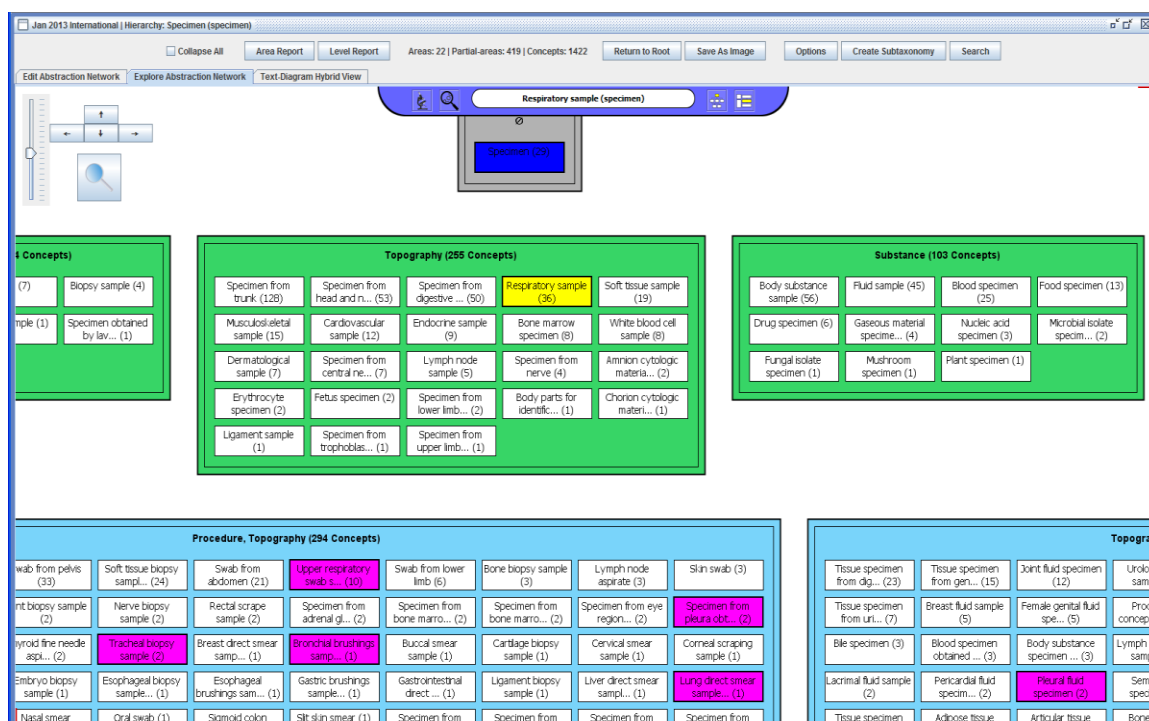 Jan 2013 International | Hierarchy: Specimen (specimen)
Collapse All
Area Report
Level Report
Areas: 22 | Partial-areas: 419 | Concepts: 1422
Return to Root
Save As Image
Options
Create Subtaxonomy
Search
Edit Abstraction Network
Explore Abstraction Network
Text-Diagram Hybrid View
Respiratory sample (specimen)
Ø
Specimen (23)
4 Concepts)
(7)
Biopsy sample (4)
mple (1)
Specimen obtained
by lav... (1)
Topography (255 Concepts)
Specimen from
trunk (128)
Specimen from
head and n... (53)
Specimen from
digestive ... (50)
Respiratory sample
(36)
Soft tissue sample
(19)
Musculoskeletal
sample (15)
Cardiovascular
sample (12)
Endocrine sample
(9)
Bone marrow
specimen (8)
White blood cell
sample (8)
Dermatological
sample (7)
Specimen from
central ne... (7)
Lymph node
sample (5)
Specimen from
nerve (4)
Amnion cytologic
materia... (2)
Erythrocyte
specimen (2)
Fetus specimen (2)
Specimen from
lower limb... (2)
Body parts for
identific... (1)
Chorion cytologic
materi... (1)
Ligament sample
(1)
Specimen from
trophoblas... (1)
Specimen from
upper limb... (1)
Substance (103 Concepts)
Body substance
sample (56)
Fluid sample (45)
Blood specimen
(25)
Food specimen (13)
Drug specimen (6)
Gaseous material
specime... (4)
Nucleic acid
specimen (3)
Microbial isolate
specim... (2)
Fungal isolate
specimen (1)
Mushroom
specimen (1)
Plant specimen (1)
Procedure, Topography (294 Concepts)
wab from pelvis
(33)
Soft tissue biopsy
sampl... (24)
Swab from
abdomen (21)
Upper respiratory
swab s... (10)
Swab from lower
limb (6)
Bone biopsy sample
(3)
Lymph node
aspirate (3)
Skin swab (3)
nt biopsy sample
(2)
Nerve biopsy
sample (2)
Rectal scrape
sample (2)
Specimen from
adrenal gl... (2)
Specimen from
bone marro... (2)
Specimen from
bone marro... (2)
Specimen from eye
region... (2)
Specimen from
pleura obt... (2)
yroid fine needle
aspi... (2)
Tracheal biopsy
sample (2)
Breast direct smear
samp... (1)
Bronchial brushings
samp... (1)
Buccal smear
sample (1)
Cartilage biopsy
sample (1)
Cervical smear
sample (1)
Corneal scraping
sample (1)
Embryo biopsy
sample (1)
Esophageal biopsy
sample... (1)
Esophageal
brushings sam... (1)
Gastric brushings
sample... (1)
Gastrointestinal
direct ... (1)
Ligament biopsy
sample (1)
Liver direct smear
sampl... (1)
Lung direct smear
sample... (1)
Nasal smear
Oral swab (1)
Sigmoid colon
Slit skin smear (1)
Specimen from
Specimen from
Specimen from
Specimen from
Topogra
Tissue specimen
from dig... (23)
Tissue specimen
from gen... (15)
Joint fluid specimen
(12)
Urolo
sam
Tissue specimen
from uri... (7)
Breast fluid sample
(5)
Female genital fluid
spe... (5)
Proc
concep
Bile specimen (3)
Blood specimen
obtained ... (3)
Body substance
specimen ... (3)
Lymph
samp
Lacrimal fluid sample
(2)
Pericardial fluid
specim... (2)
Pleural fluid
specimen (2)
Sem
spec
Tissue specimen
Adipose tissue
Articular tissue
Bone